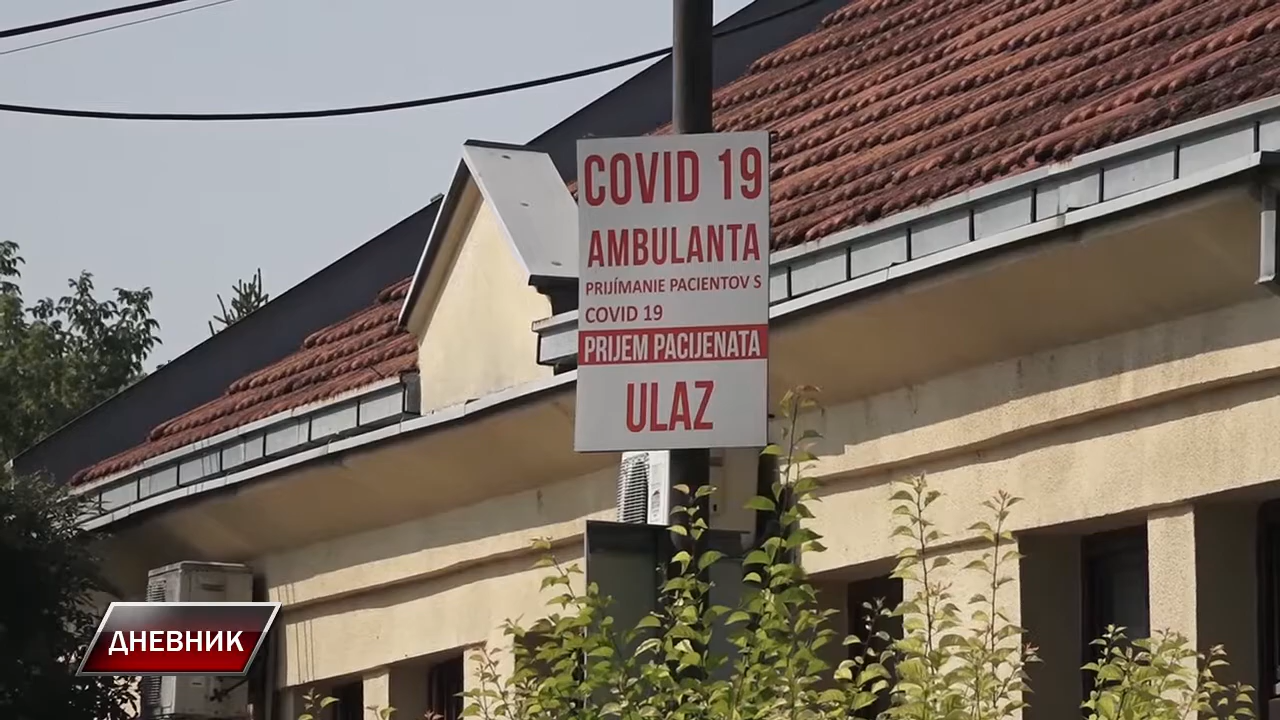 COVID 19
AMBULANTA
PRIJÍMANIE PACIENTOV S
COVID 19
PRIJEM PACIJENATA
ULAZ
ДНЕВНИК